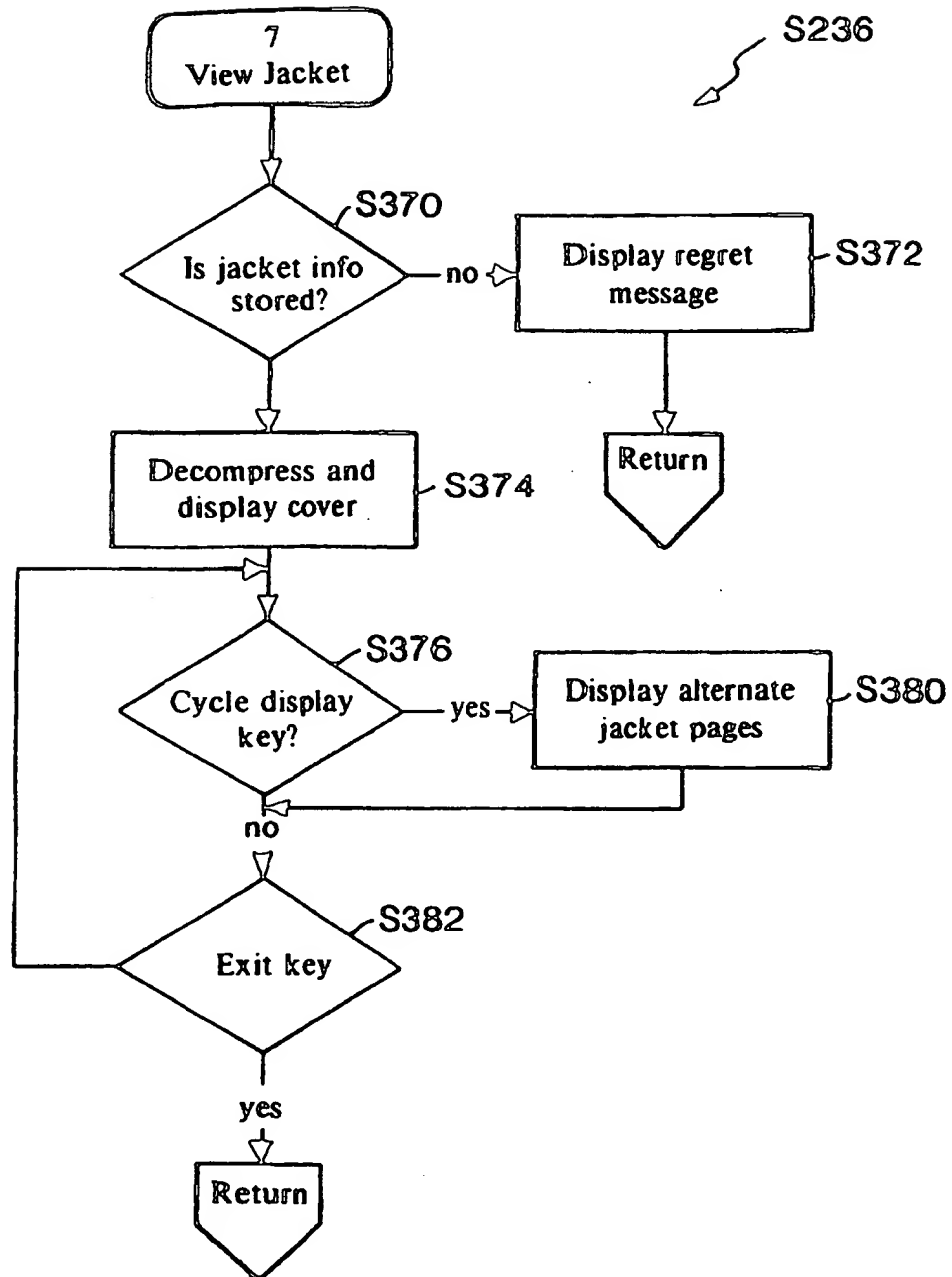 7
View Jacket
S236
S370
Is jacket info
stored?
no
Display regret
message
S372
Return
Decompress and
display cover
S374
S376
Cycle display
key?
yes
Display alternate
jacket pages
S380
no
S382
Exit key
yes
Return